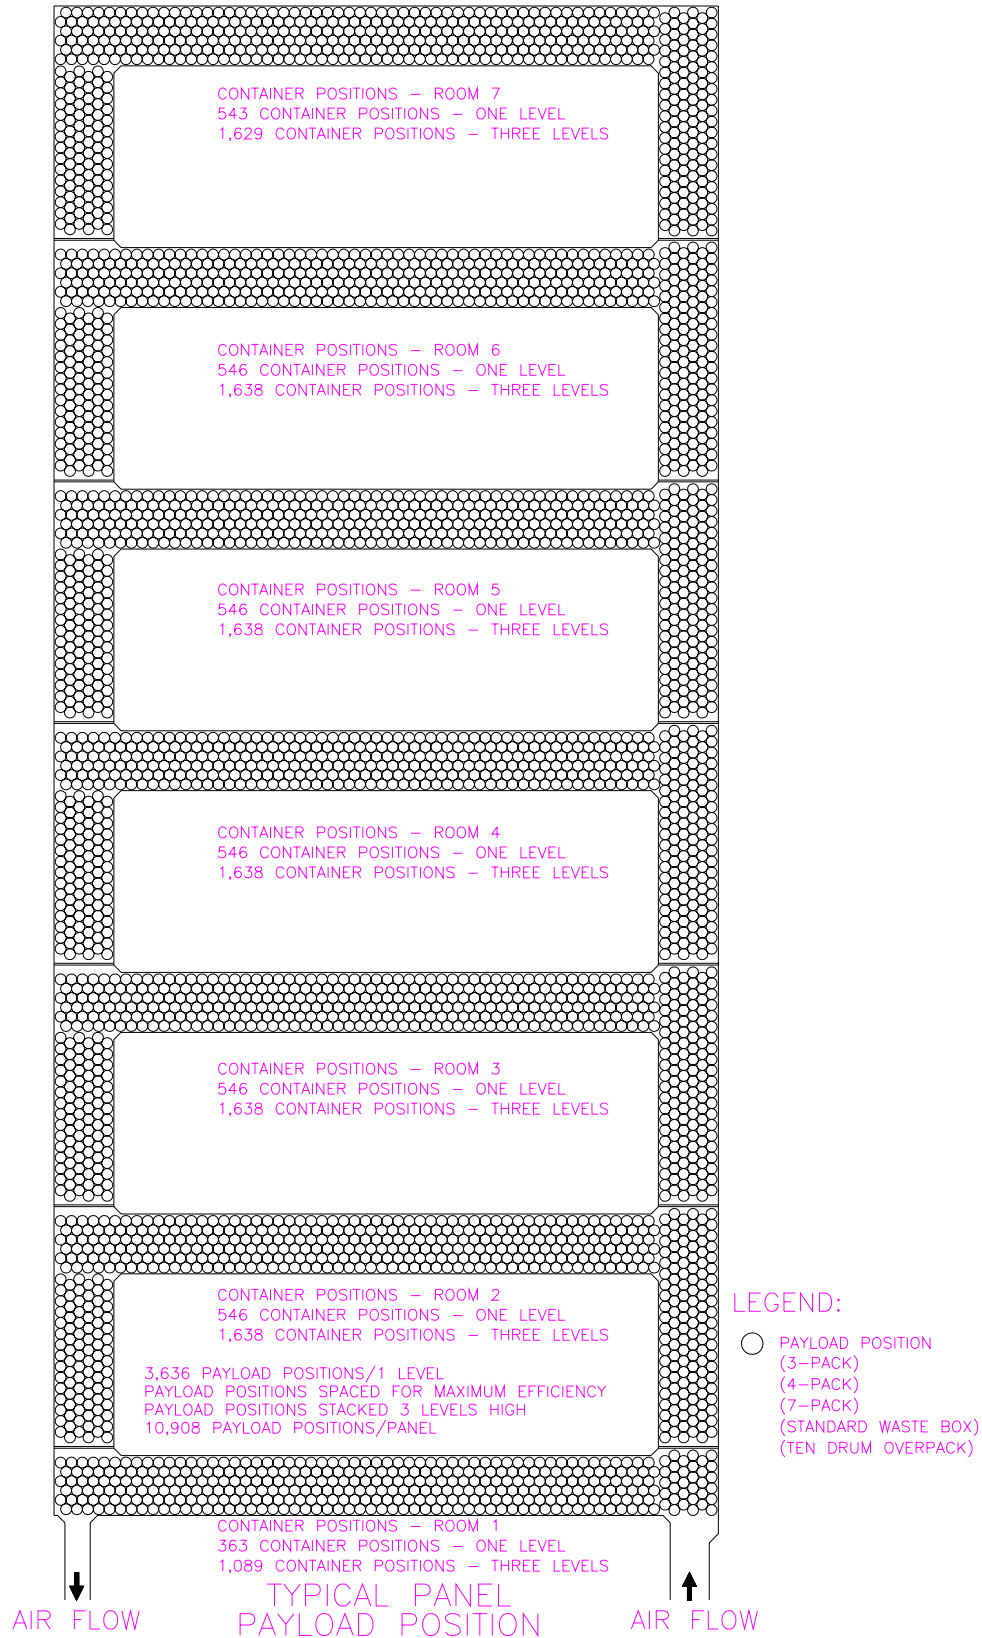 CONTAINER POSITIONS – ROOM 7
543 CONTAINER POSITIONS – ONE LEVEL
1,629 CONTAINER POSITIONS – THREE LEVELS
CONTAINER POSITIONS – ROOM 6
546 CONTAINER POSITIONS – ONE LEVEL
1,638 CONTAINER POSITIONS – THREE LEVELS
CONTAINER POSITIONS – ROOM 5
546 CONTAINER POSITIONS – ONE LEVEL
1,638 CONTAINER POSITIONS – THREE LEVELS
CONTAINER POSITIONS – ROOM 4
546 CONTAINER POSITIONS – ONE LEVEL
1,638 CONTAINER POSITIONS – THREE LEVELS
CONTAINER POSITIONS – ROOM 3
546 CONTAINER POSITIONS – ONE LEVEL
1,638 CONTAINER POSITIONS – THREE LEVELS
CONTAINER POSITIONS – ROOM 2
546 CONTAINER POSITIONS – ONE LEVEL
1,638 CONTAINER POSITIONS – THREE LEVELS
3,636 PAYLOAD POSITIONS/1 LEVEL
PAYLOAD POSITIONS SPACED FOR MAXIMUM EFFICIENCY
PAYLOAD POSITIONS STACKED 3 LEVELS HIGH
10,908 PAYLOAD POSITIONS/PANEL
LEGEND:
PAYLOAD POSITION
(3–PACK)
(4–PACK)
(7–PACK)
(STANDARD WASTE BOX)
(TEN DRUM OVERPACK)
CONTAINER POSITIONS – ROOM 1
363 CONTAINER POSITIONS – ONE LEVEL
1,089 CONTAINER POSITIONS – THREE LEVELS
TYPICAL PANEL
PAYLOAD POSITION
AIR FLOW
AIR FLOW